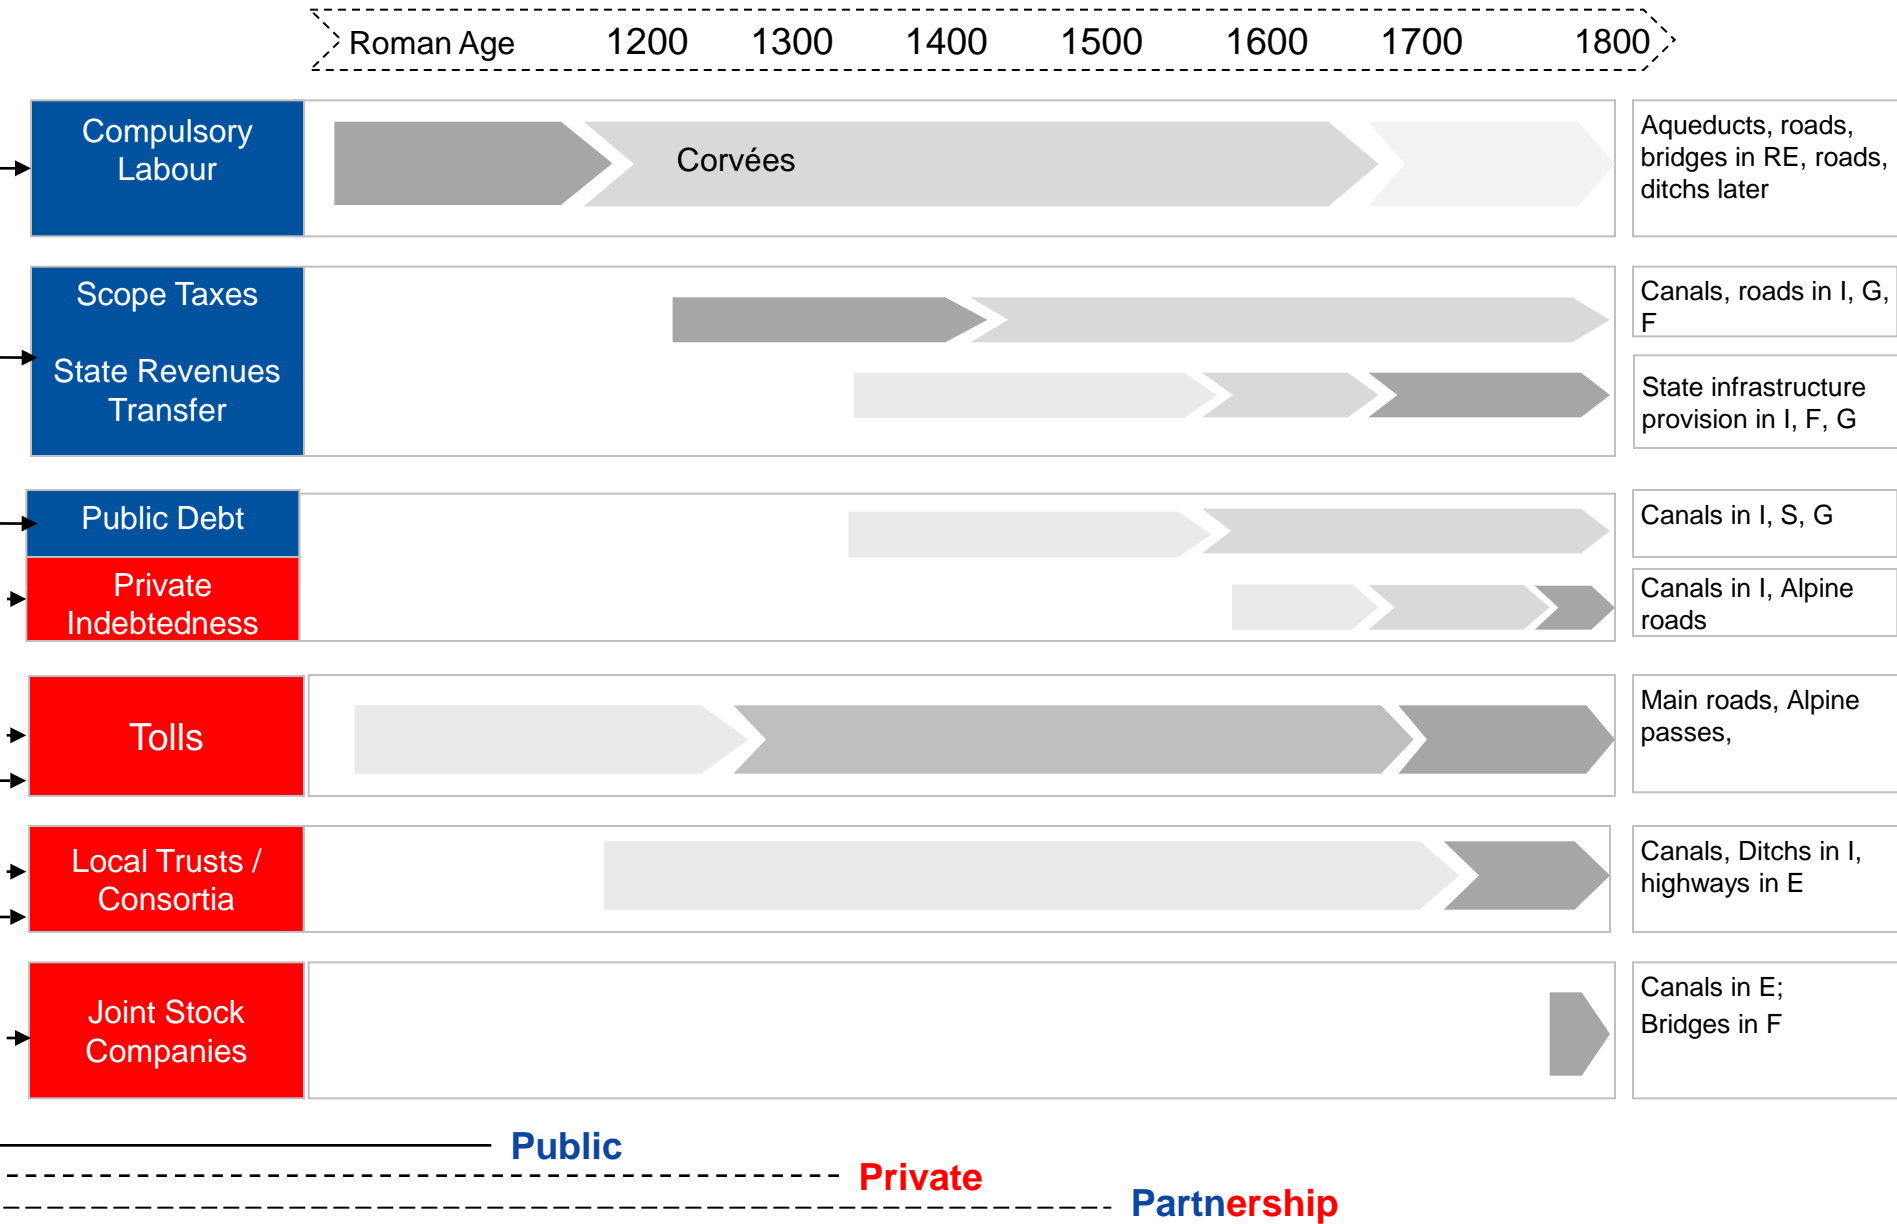 Roman Age 1200 1300 1400 1500 1600 1700 1800
Compulsory
Labour
Corvées
Aqueducts, roads,
bridges in RE, roads,
ditchs later
Scope Taxes
State Revenues
Transfer
Canals, roads in I, G,
F
State infrastructure
provision in I, F, G
Public Debt
Canals in I, S, G
Private
Indebtedness
Canals in I, Alpine
roads
Tolls
Main roads, Alpine
passes,
Local Trusts /
Consortia
Canals, Ditchs in I,
highways in E
Joint Stock
Companies
Canals in E;
Bridges in F
Public
Private
Partnership